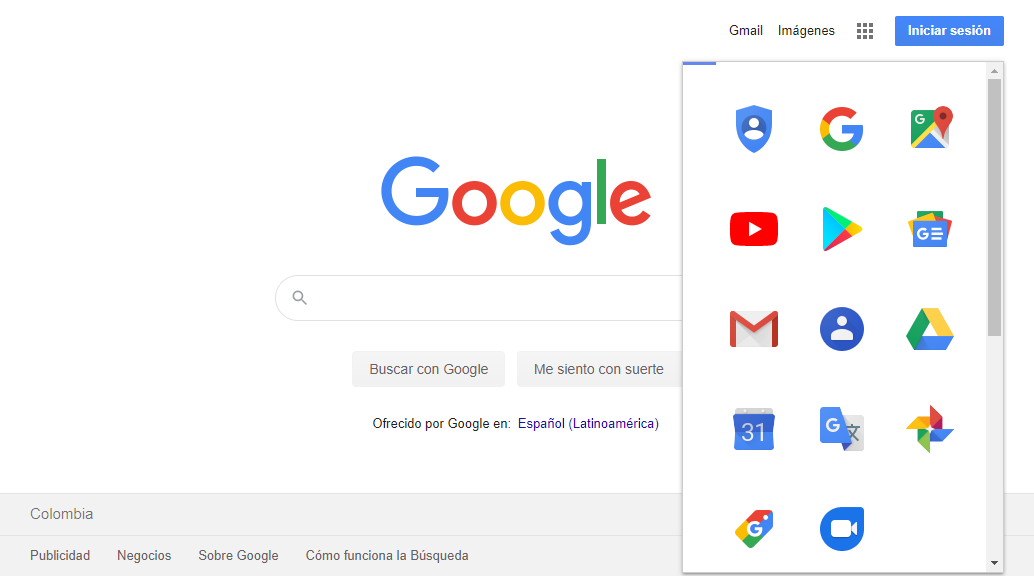 Gmail Imágenes Iniciar sesión
Google
G
G
G
31
G 文
G
Buscar con Google Me siento con suerte
Ofrecido por Google en: Español (Latinoamérica)
Colombia
Publicidad Negocios Sobre Google Cómo funciona la Búsqueda